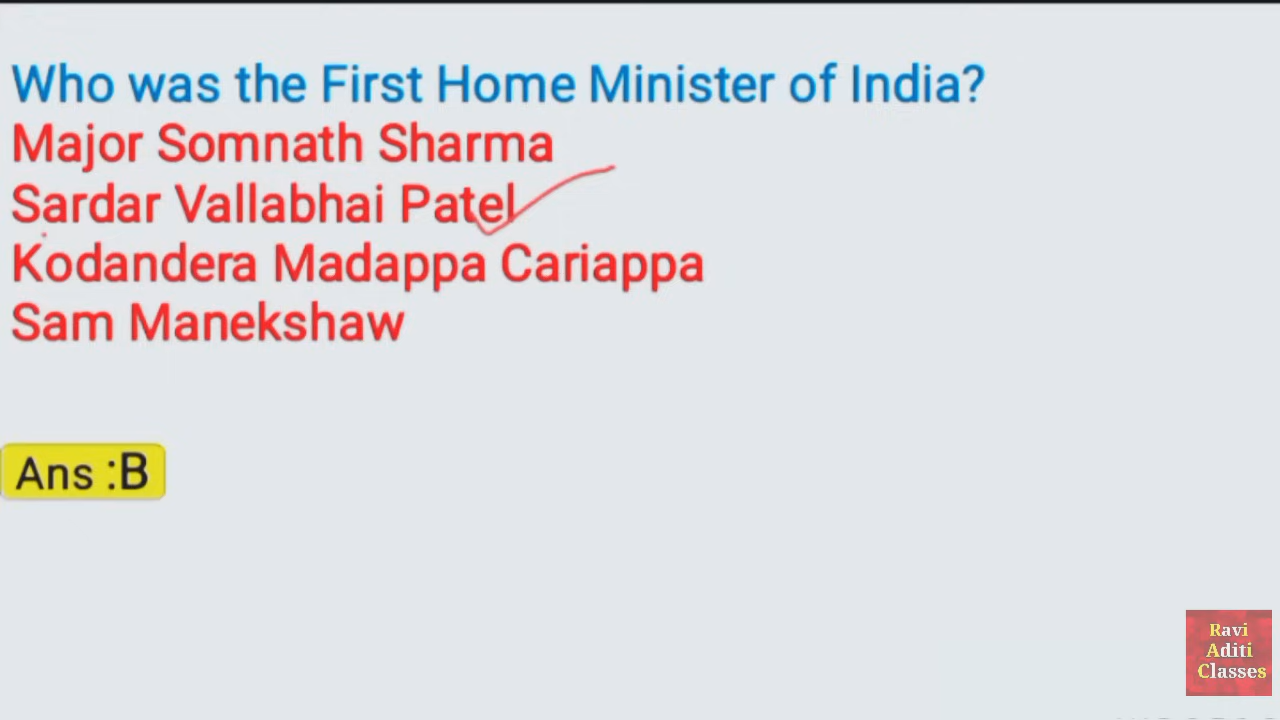 Who was the First Home Minister of India?
Major Somnath Sharma
Sardar Vallabhai Patel
Kodandera Madappa Cariappa
Sam Manekshaw
Ans :B
Ravi
Aditi
Classes